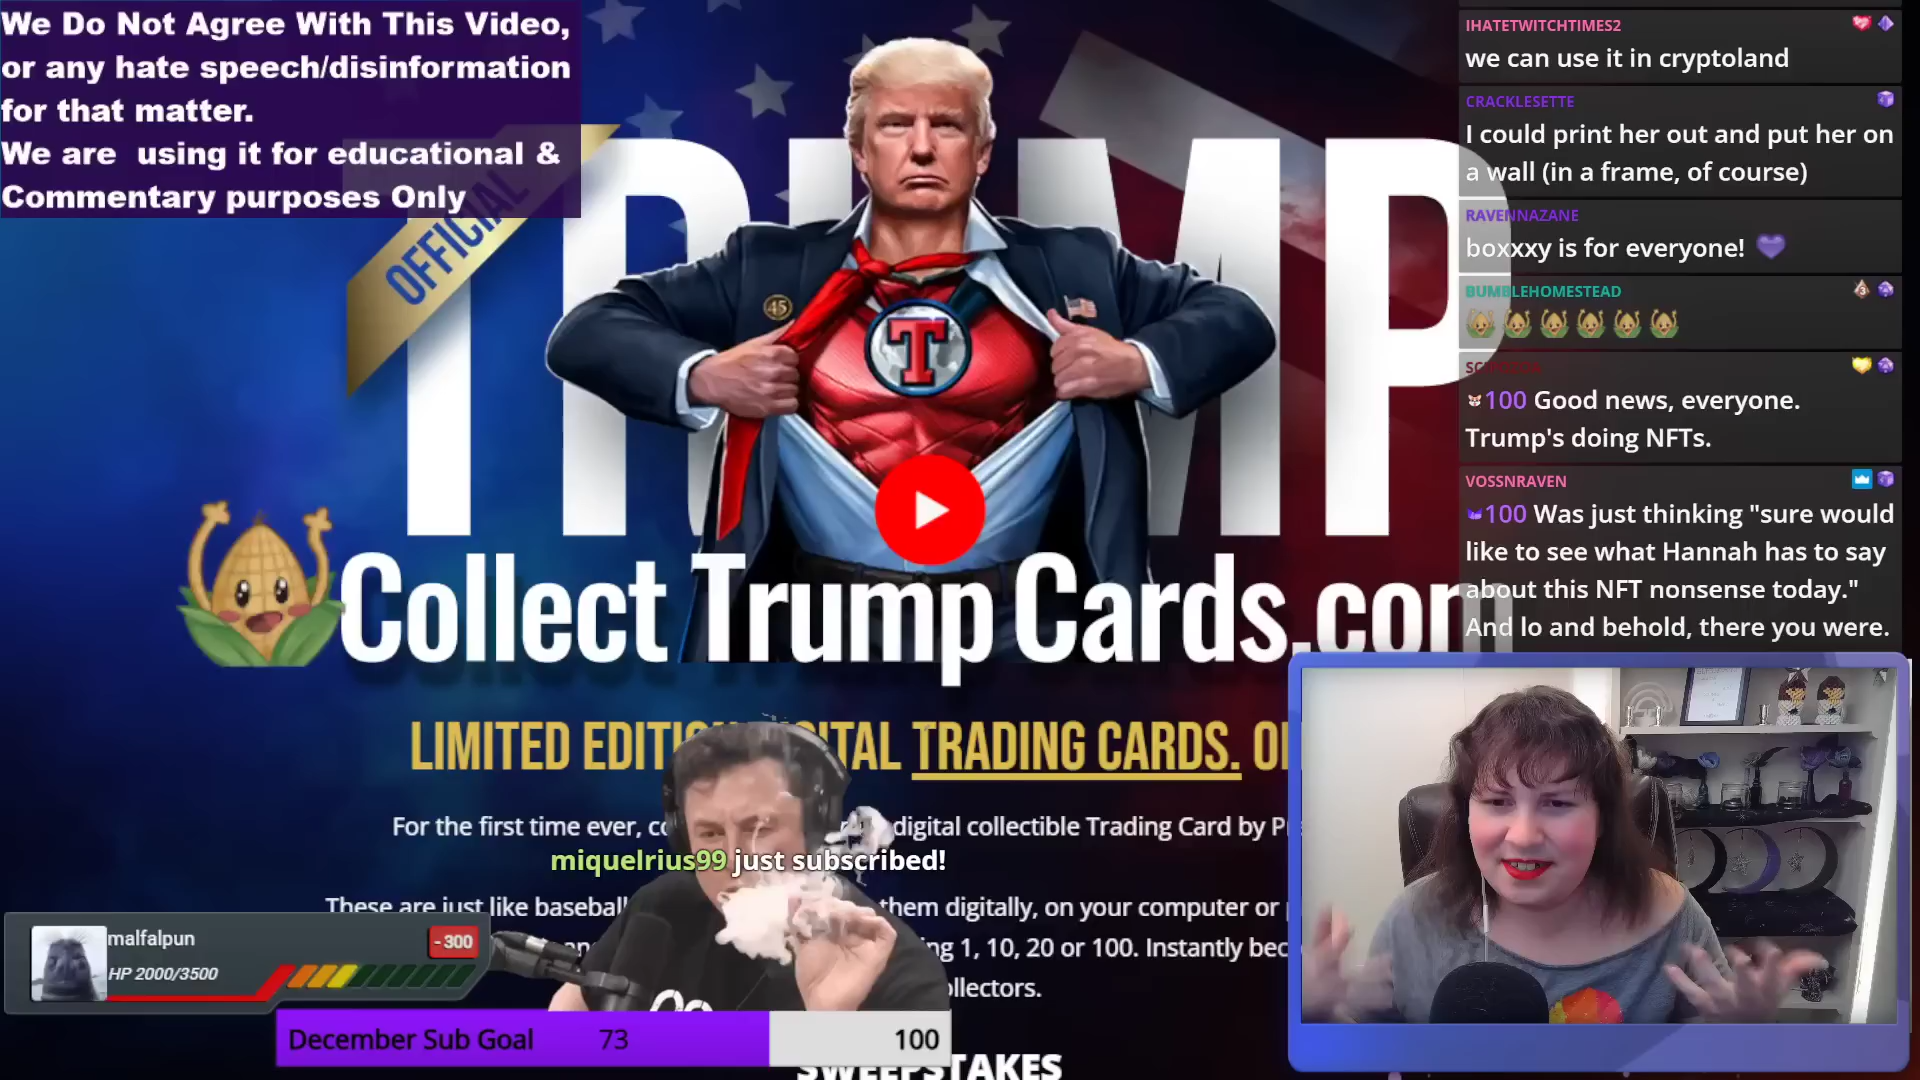 We Do Not Agree With This Video,
or any hate speech/disinformation
for that matter.
We are using it for educational &
Commentary purposes Only
OFFICIAL
TRUMP
45
T
Collect Trump Cards.com
LIMITED EDITI
ITAL TRADING CARDS.
For the first time ever,
digital collectible Trading Card by
miquelrius99 just subscribed!
These are just like baseball
them digitally, on your computer or
1, 10, 20 or 100. Instantly
SWEEPSTAKES
malfalpun
-300
HP 2000/3500
December Sub Goal 73 100
IHATETWITCHTIMES2
we can use it in cryptoland
CRACKLESETTE
I could print her out and put her on
a wall (in a frame, of course)
RAVENNAZANE
boxxxy is for everyone!
BUMBLEHOMESTEAD
100 Good news, everyone.
Trump's doing NFTs.
VOSSNRAVEN
100 Was just thinking "sure would
like to see what Hannah has to say
about this NFT nonsense today."
And lo and behold, there you were.